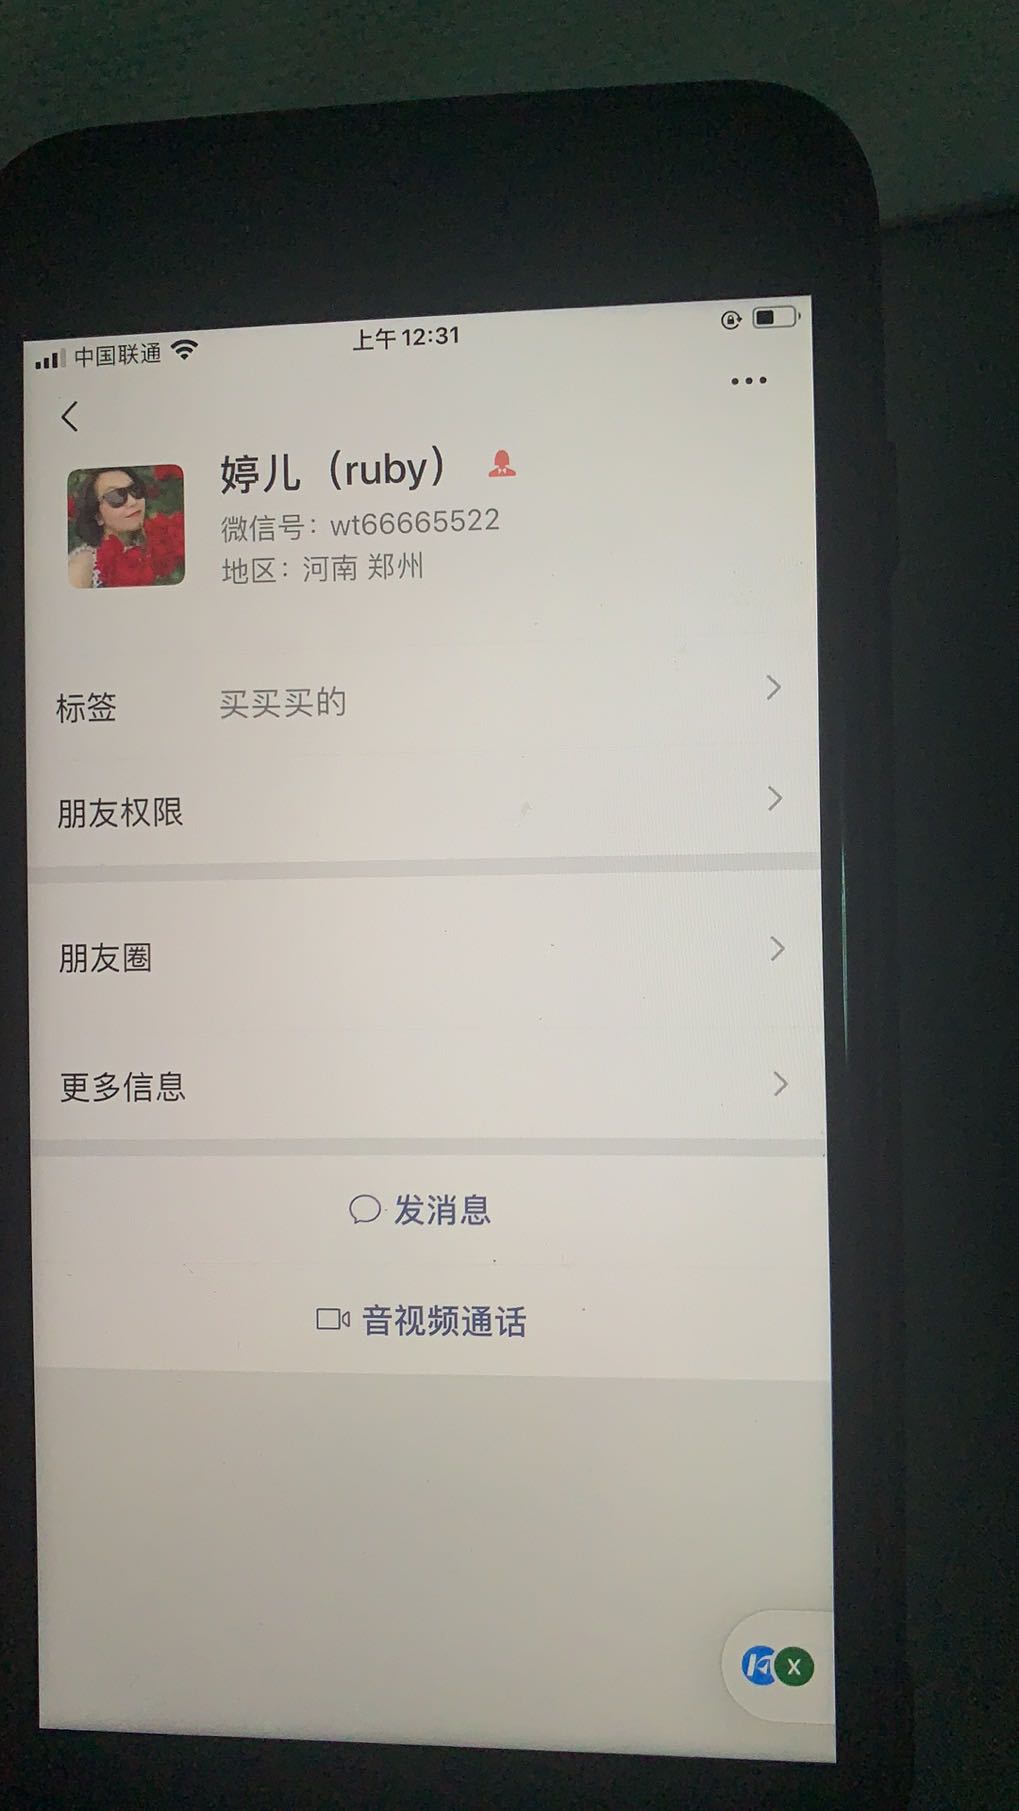 中国联通
上午12:31
婷儿（ruby）
微信号：wt66665522
地区：河南 郑州
标签 买买买的
朋友权限
朋友圈
更多信息
发消息
音视频通话
X